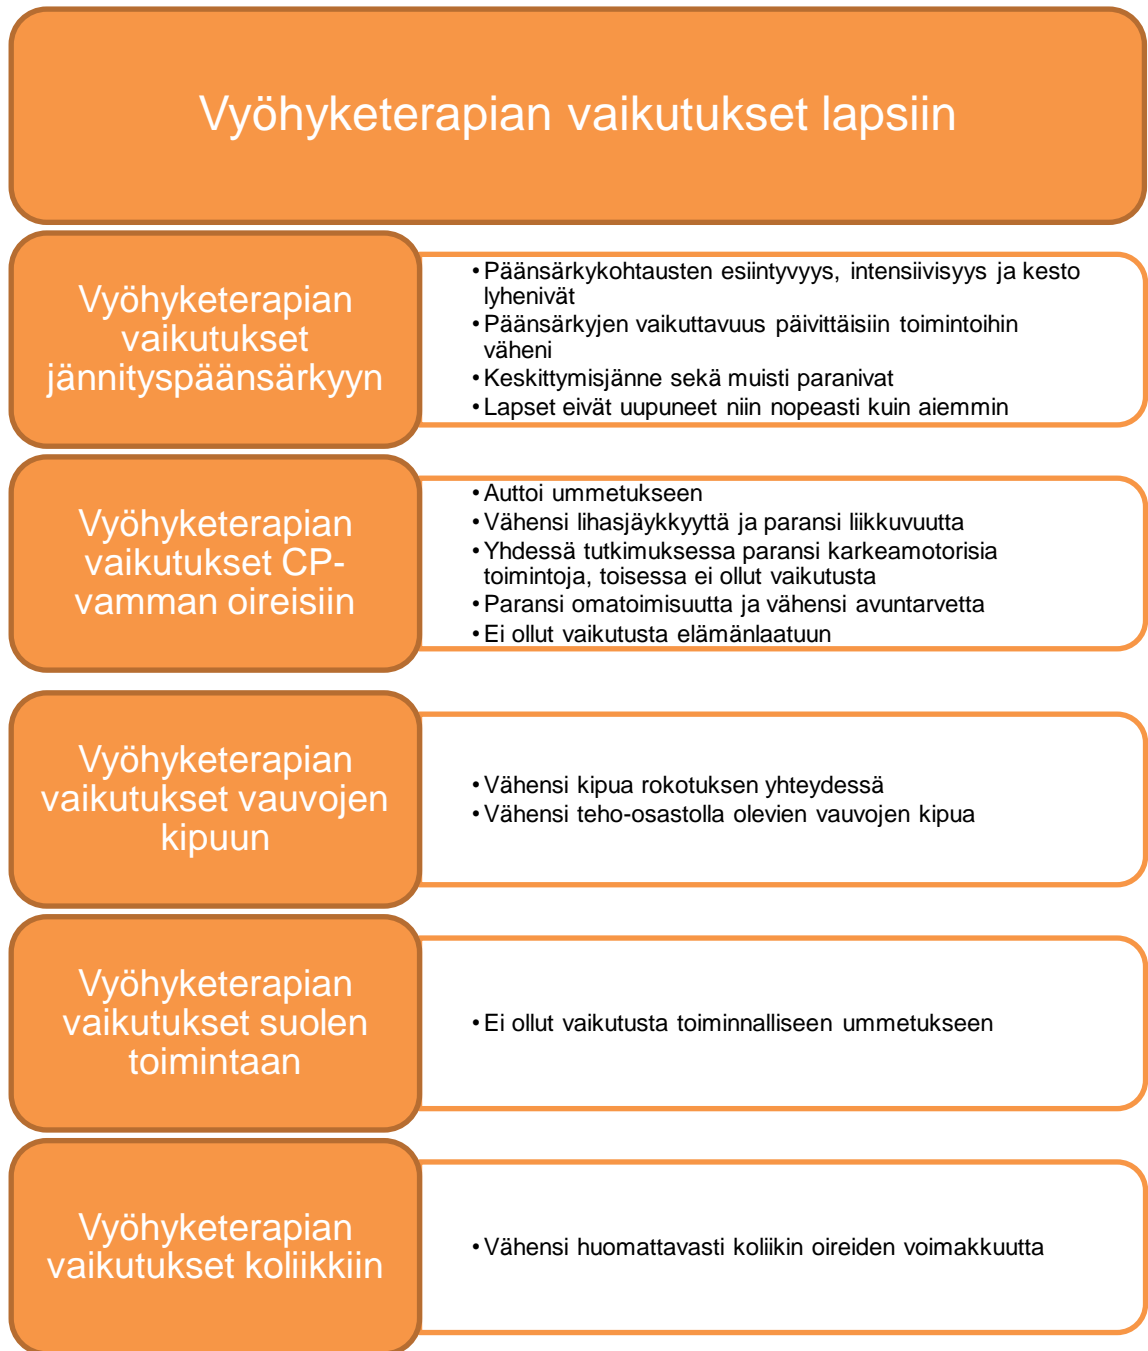 Vyöhyketerapian vaikutukset lapsiin
Vyöhyketerapian
vaikutukset
jännityspäänsärkyyn
•Päänsärkykohtausten esiintyvyys, intensiivisyys ja kesto
lyhenivät
•Päänsärkyjen vaikuttavuus päivittäisiin toimintoihin
väheni
•Keskittymisjänne sekä muisti paranivat
•Lapset eivät uupuneet niin nopeasti kuin aiemmin
Vyöhyketerapian
vaikutukset CP-
vamman oireisiin
•Auttoi ummetukseen
•Vähensi lihasjäykkyyttä ja paransi liikkuvuutta
•Yhdessä tutkimuksessa paransi karkeamotorisia
toimintoja, toisessa ei ollut vaikutusta
•Paransi omatoimisuutta ja vähensi avuntarvetta
•Ei ollut vaikutusta elämänlaatuun
Vyöhyketerapian
vaikutukset vauvojen
kipuun
•Vähensi kipua rokotuksen yhteydessä
•Vähensi teho-osastolla olevien vauvojen kipua
Vyöhyketerapian
vaikutukset suolen
toimintaan
•Ei ollut vaikutusta toiminnalliseen ummetukseen
Vyöhyketerapian
vaikutukset koliikkiin
•Vähensi huomattavasti koliikin oireiden voimakkuutta